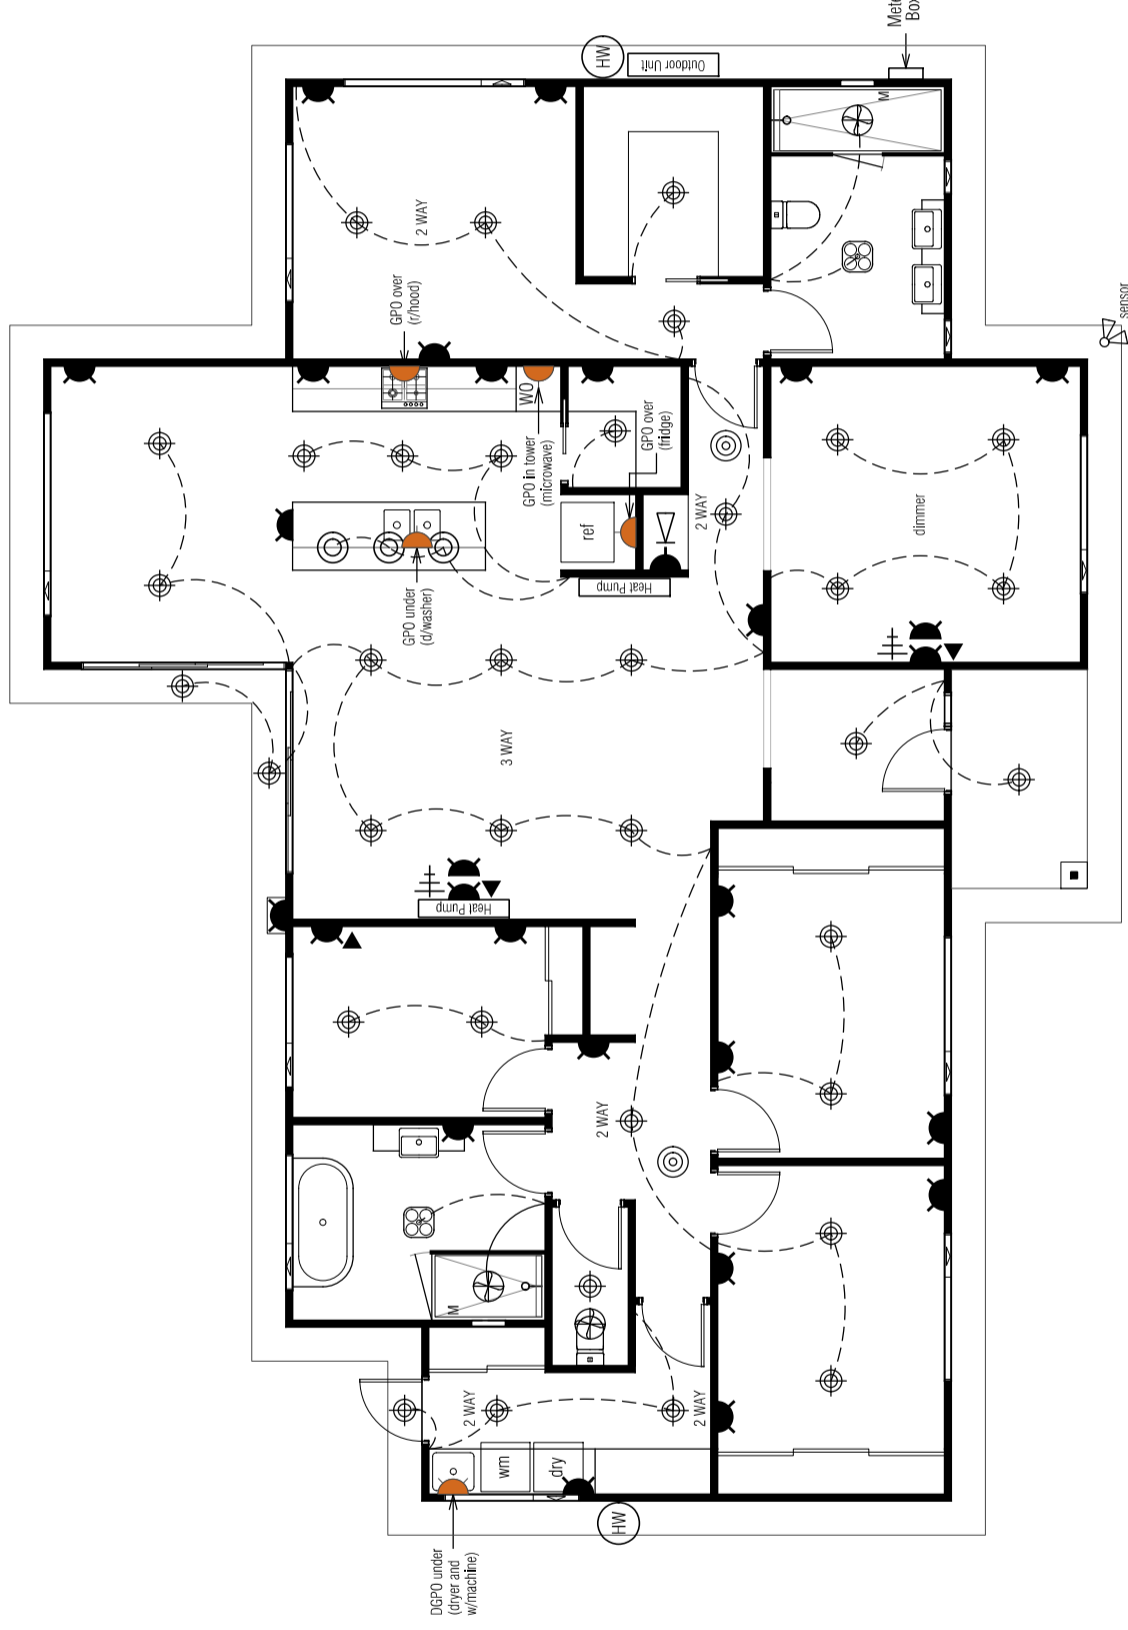 HW
Outdoor Unit
Mete
Box
M
2 WAY
GPO over
(r/hood)
sensor
WO
GPO in tower
(microwave)
GPO over
(fridge)
2 WAY
ref
dimmer
Heat Pump
GPO under
(d/washer)
3 WAY
Heat Pump
2 WAY
M
2 WAY
2 WAY
wm
dry
HW
DGPO under
(dryer and
w/machine)